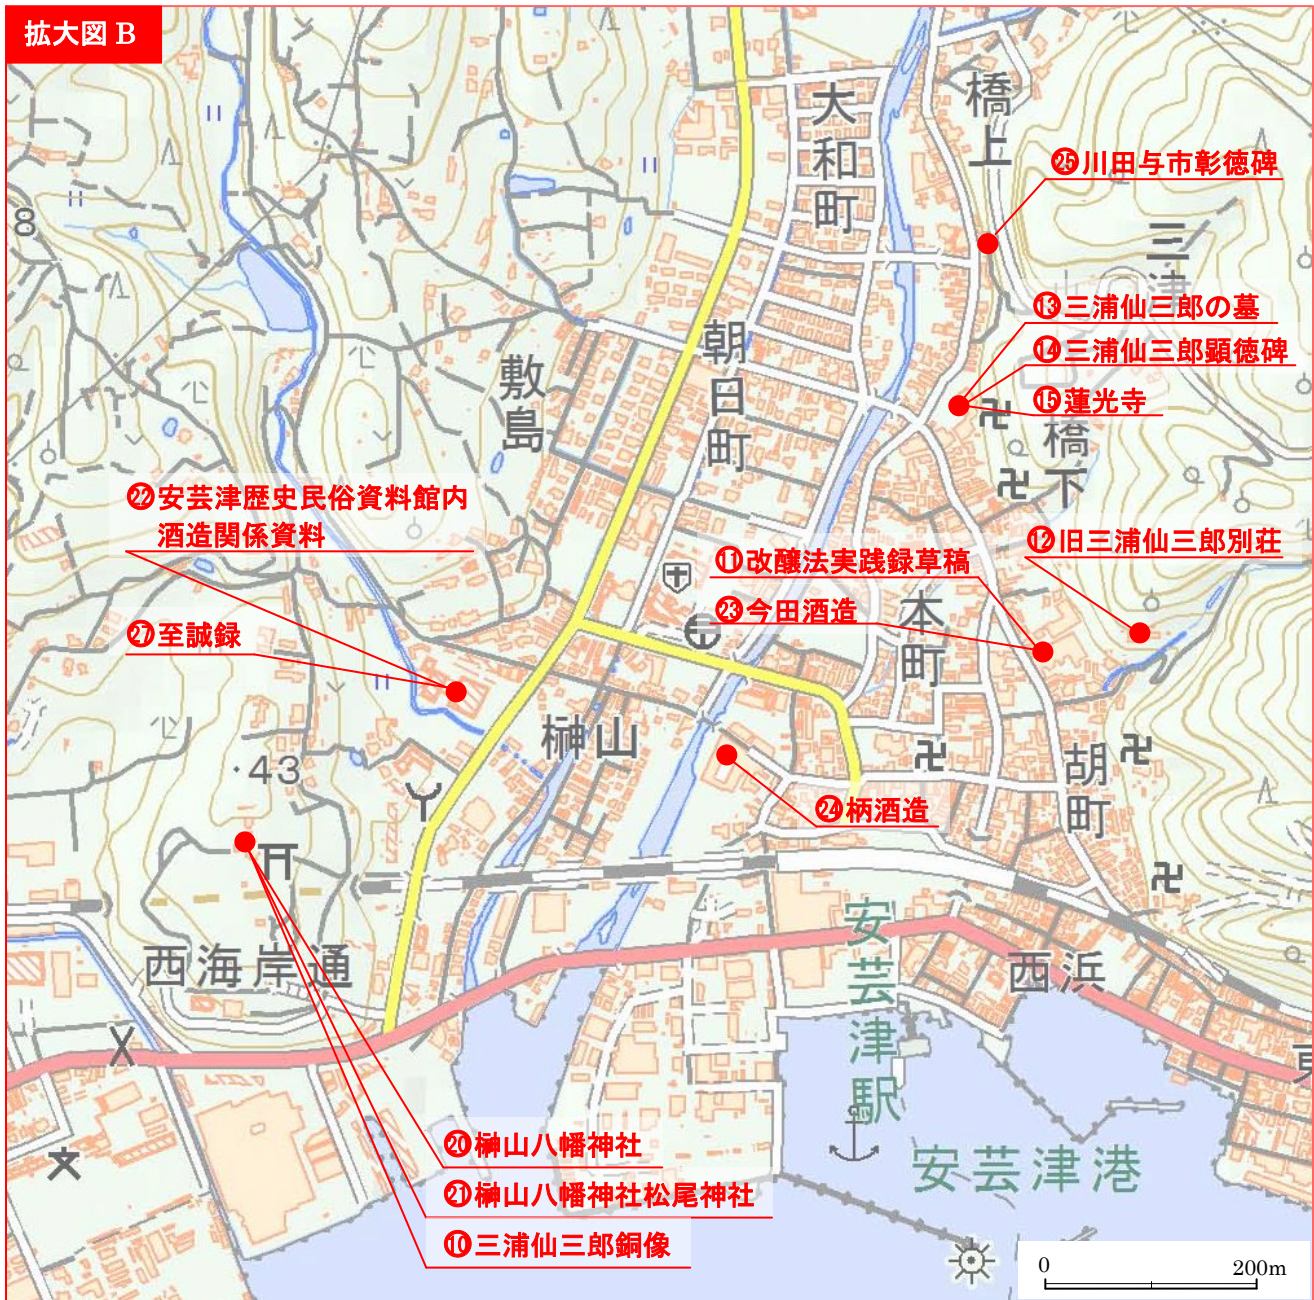 拡大図 B
橋上
大和町
㉕川田与市彰徳碑
三津
8
⑬三浦仙三郎の墓
⑭三浦仙三郎顕徳碑
⑮蓮光寺
朝日町
敷島
橋下
㉒安芸津歴史民俗資料館内
酒造関係資料
⑫旧三浦仙三郎別荘
⑪改醸法実践録草稿
㉓今田酒造
本町
㉗至誠録
榊山
43
胡町
㉔柄酒造
西海岸通
安芸津駅
西浜
東
⑳榊山八幡神社
㉑榊山八幡神社松尾神社
⑩三浦仙三郎銅像
安芸津港
0 200m